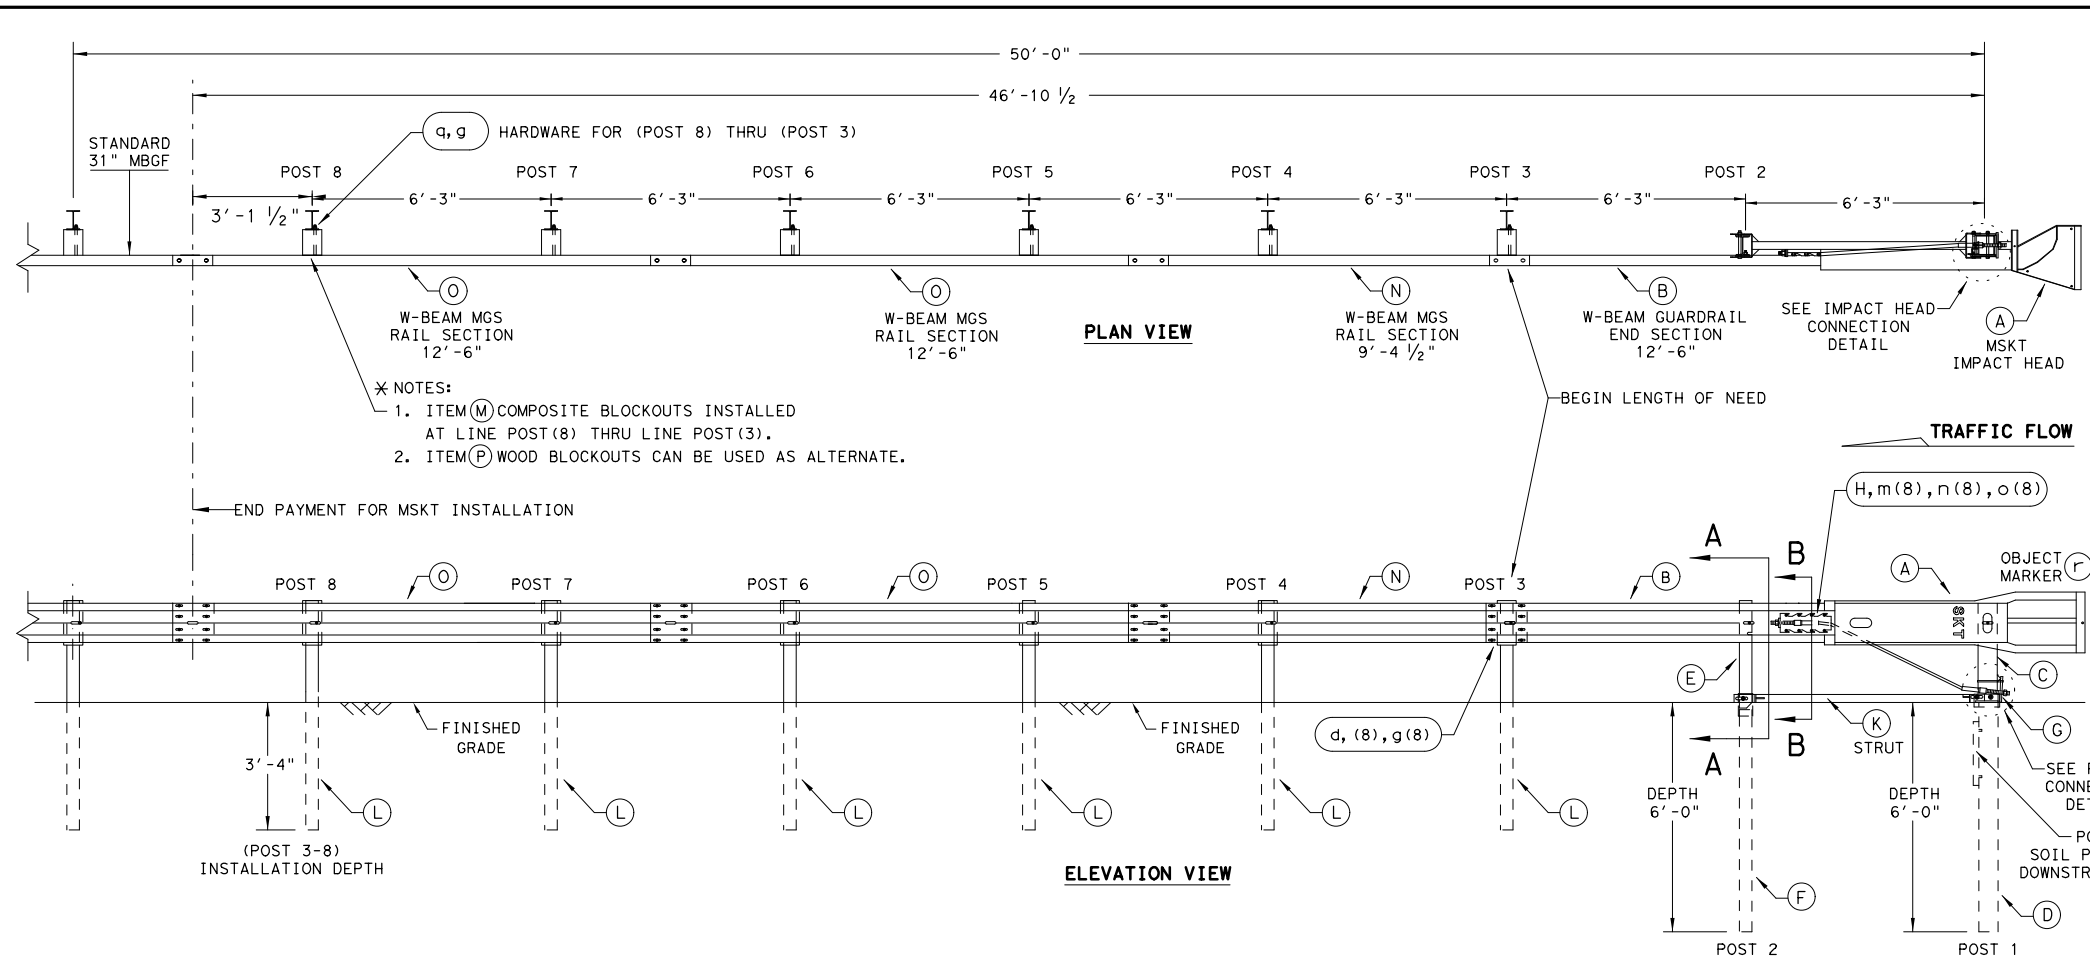 50'-0"
46'-10 1/2
STANDARD
31" MBGF
q,g HARDWARE FOR (POST 8) THRU (POST 3)
POST 8 POST 7 POST 6 POST 5 POST 4 POST 3 POST 2
3'-1 1/2" 6'-3" 6'-3" 6'-3" 6'-3" 6'-3" 6'-3" 6'-3"
O
W-BEAM MGS
RAIL SECTION
12'-6"
O
W-BEAM MGS
RAIL SECTION
12'-6"
PLAN VIEW
N
W-BEAM MGS
RAIL SECTION
9'-4 1/2"
B
W-BEAM GUARDRAIL
END SECTION
12'-6"
SEE IMPACT HEAD
CONNECTION
DETAIL
A
MSKT
IMPACT HEAD
* NOTES:
1. ITEM M COMPOSITE BLOCKOUTS INSTALLED
AT LINE POST(8) THRU LINE POST(3).
2. ITEM P WOOD BLOCKOUTS CAN BE USED AS ALTERNATE.
BEGIN LENGTH OF NEED
TRAFFIC FLOW
END PAYMENT FOR MSKT INSTALLATION
H,m(8),n(8),o(8)
A B
OBJECT
MARKER r
POST 8 O POST 7 POST 6 O POST 5 POST 4 N POST 3 B A
SKT
E C
FINISHED
GRADE
FINISHED
GRADE
d,(8),g(8)
A B
K
STRUT
G
3'-4"
L L L L L L
DEPTH
6'-0"
DEPTH
6'-0"
SEE
CONNE
DET
(POST 3-8)
INSTALLATION DEPTH
PO
SOIL P
DOWNSTR
ELEVATION VIEW
F D
POST 2 POST 1